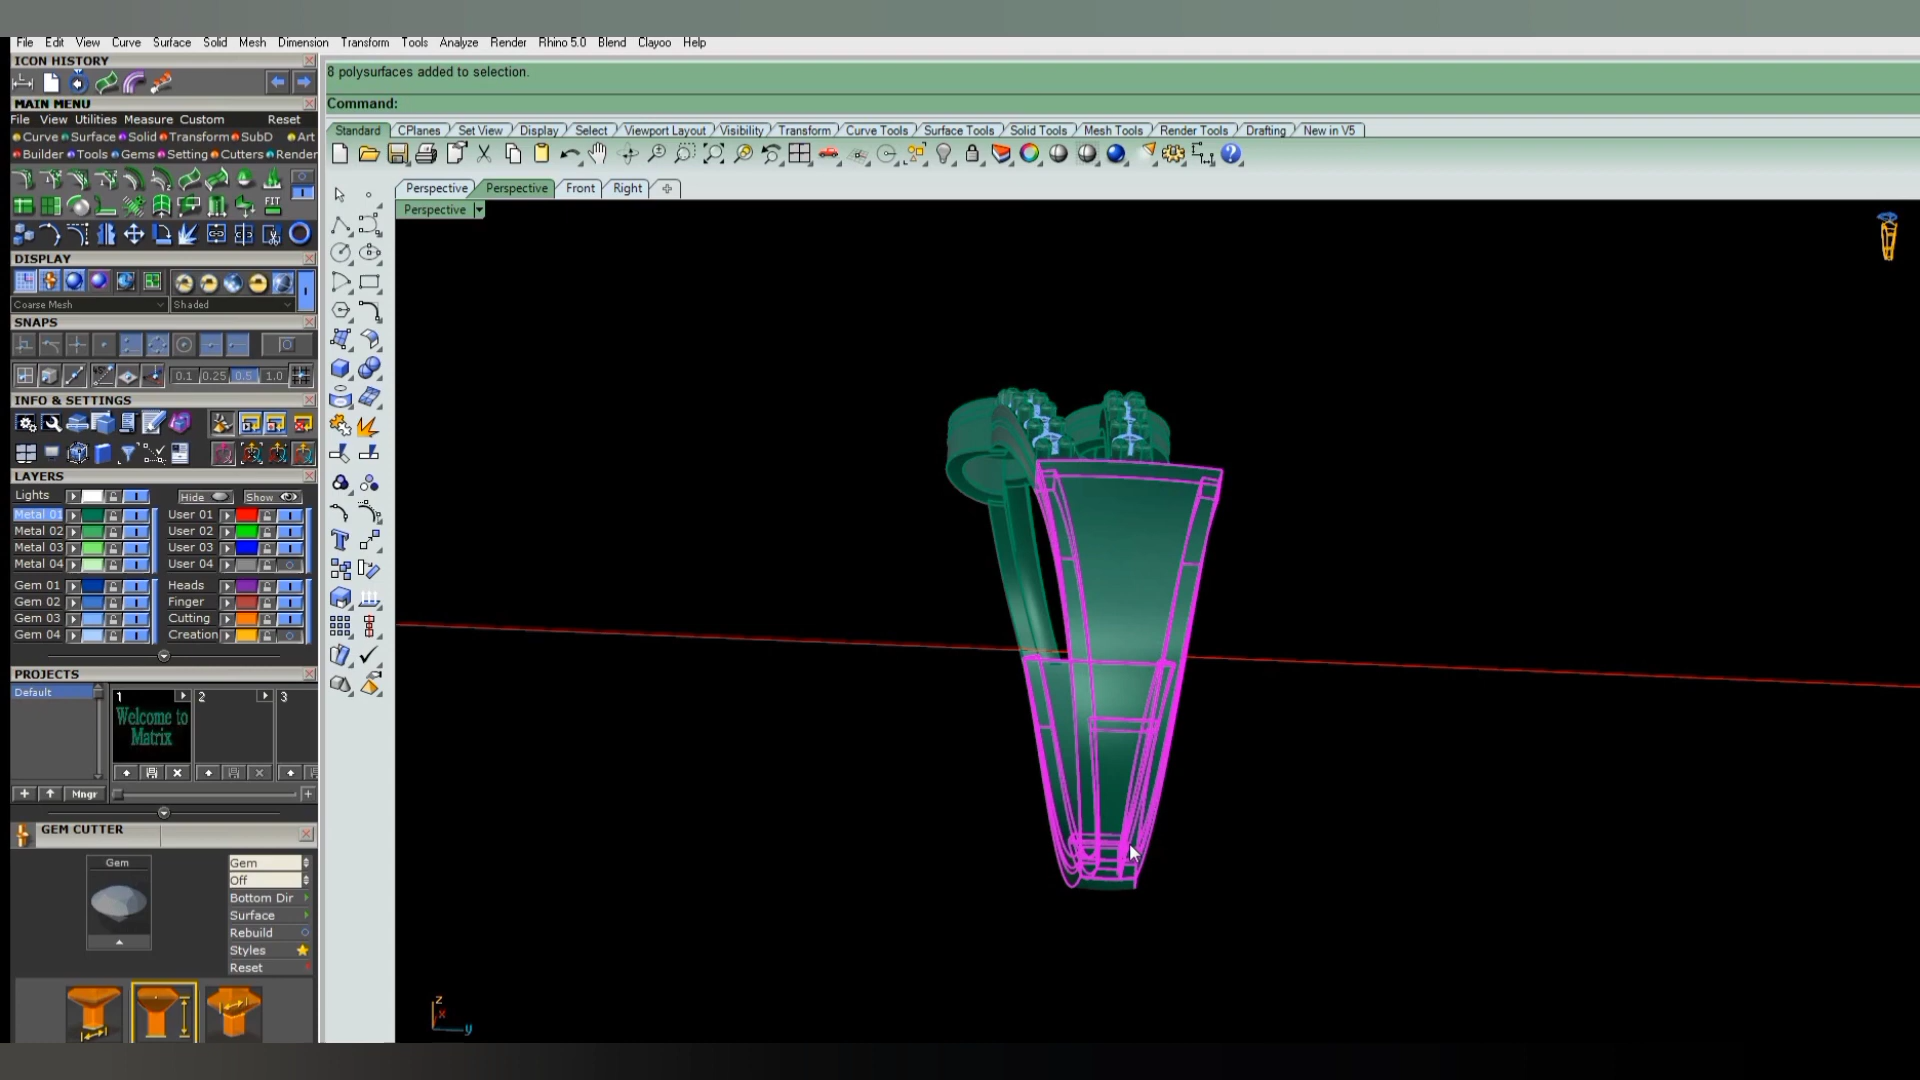 File Edit View Curve Surface Solid Mesh Dimension Transform Tools Analyze Render Rhino 5.0 Blend Clayoo Help
ICON HISTORY
8 polysurfaces added to selection.
MAIN MENU
Command:
File View Utilities Measure Custom Reset
Curve Surface Solid Transform SubD Art
Builder Tools Gems Setting Cutters Render
Standard CPlanes Set View Display Select Viewport Layout Visibility Transform Curve Tools Surface Tools Solid Tools Mesh Tools Render Tools Drafting New in V5
Perspective Perspective Front Right
Perspective
FIT
DISPLAY
Coarse Mesh Shaded
SNAPS
0.1 0.25 0.5 1.0
INFO & SETTINGS
LAYERS
Lights Hide Show
Metal 01 User 01
Metal 02 User 02
Metal 03 User 03
Metal 04 User 04
Gem 01 Heads
Gem 02 Finger
Gem 03 Cutting
Gem 04 Creation
PROJECTS
Default 1 2 3
Welcome to
Matrix
Mngr
GEM CUTTER
Gem Gem
Off
Bottom Dir
Surface
Rebuild
Styles
Reset
z
x
y